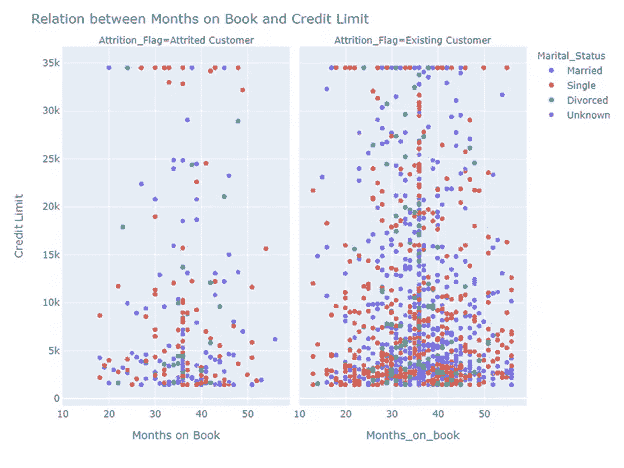 Relation between Months on Book and Credit Limit
Attrition_Flag=Attrited Customer
Attrition_Flag=Existing Customer
Marital_Status
Married
Single
Divorced
Unknown
35k
30k
25k
20k
15k
10k
5k
0
Credit Limit
10 20 30 40 50
10 20 30 40 50
Months on Book
Months_on_book